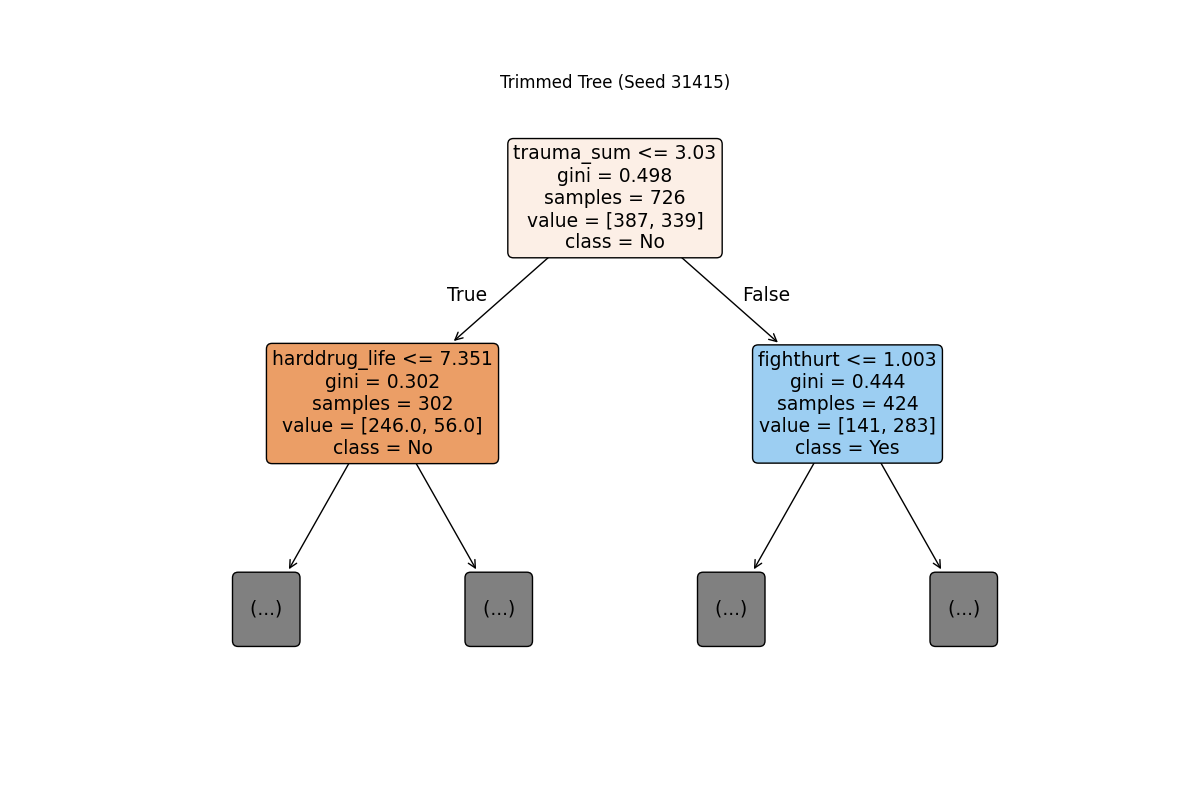 Trimmed Tree (Seed 31415)
trauma_sum <= 3.03
gini = 0.498
samples = 726
value = [387, 339]
class = No
True
False
harddrug_life <= 7.351
gini = 0.302
samples = 302
value = [246.0, 56.0]
class = No
fighthurt <= 1.003
gini = 0.444
samples = 424
value = [141, 283]
class = Yes
(...)
(...)
(...)
(...)